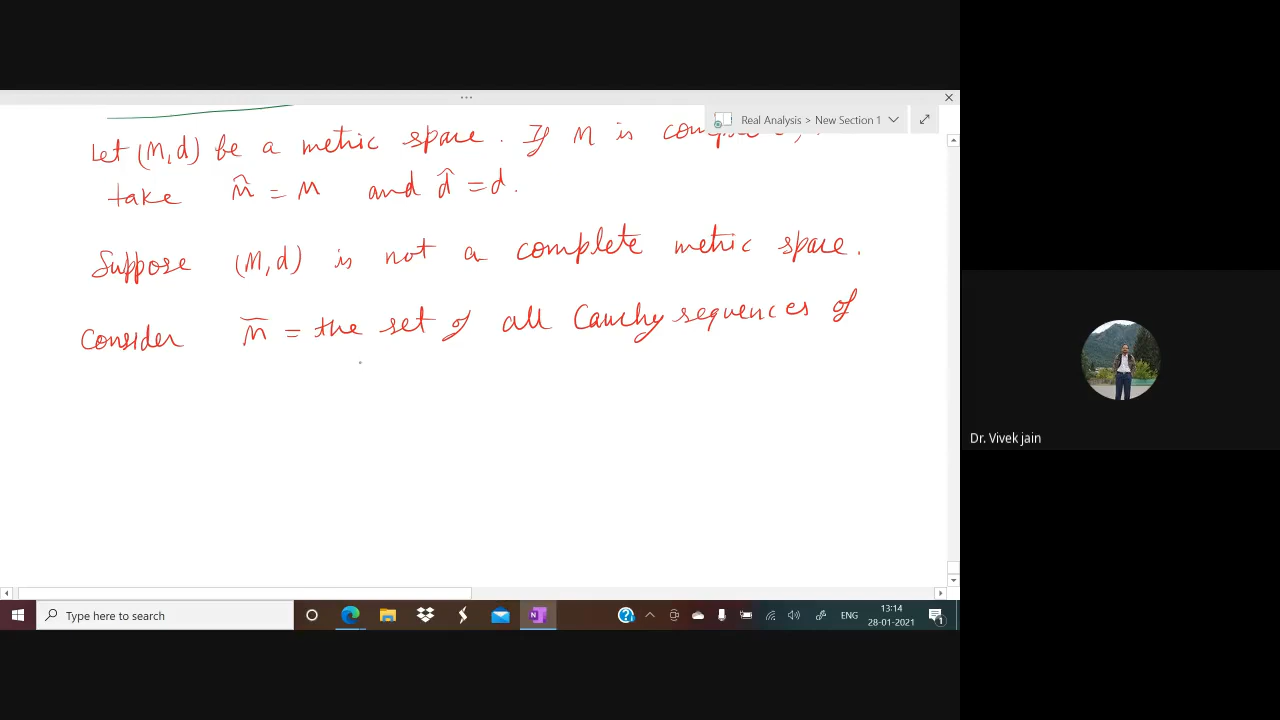 Real Analysis > New Section 1
Let (M,d) be a metric space. If M is
take M̂ = M and d̂ = d.
Suppose (M,d) is not a complete metric space.
Consider M̄ = the set of all Cauchy sequences of
Dr. Vivek jain
Type here to search
ENG
13:14
28-01-2021
1